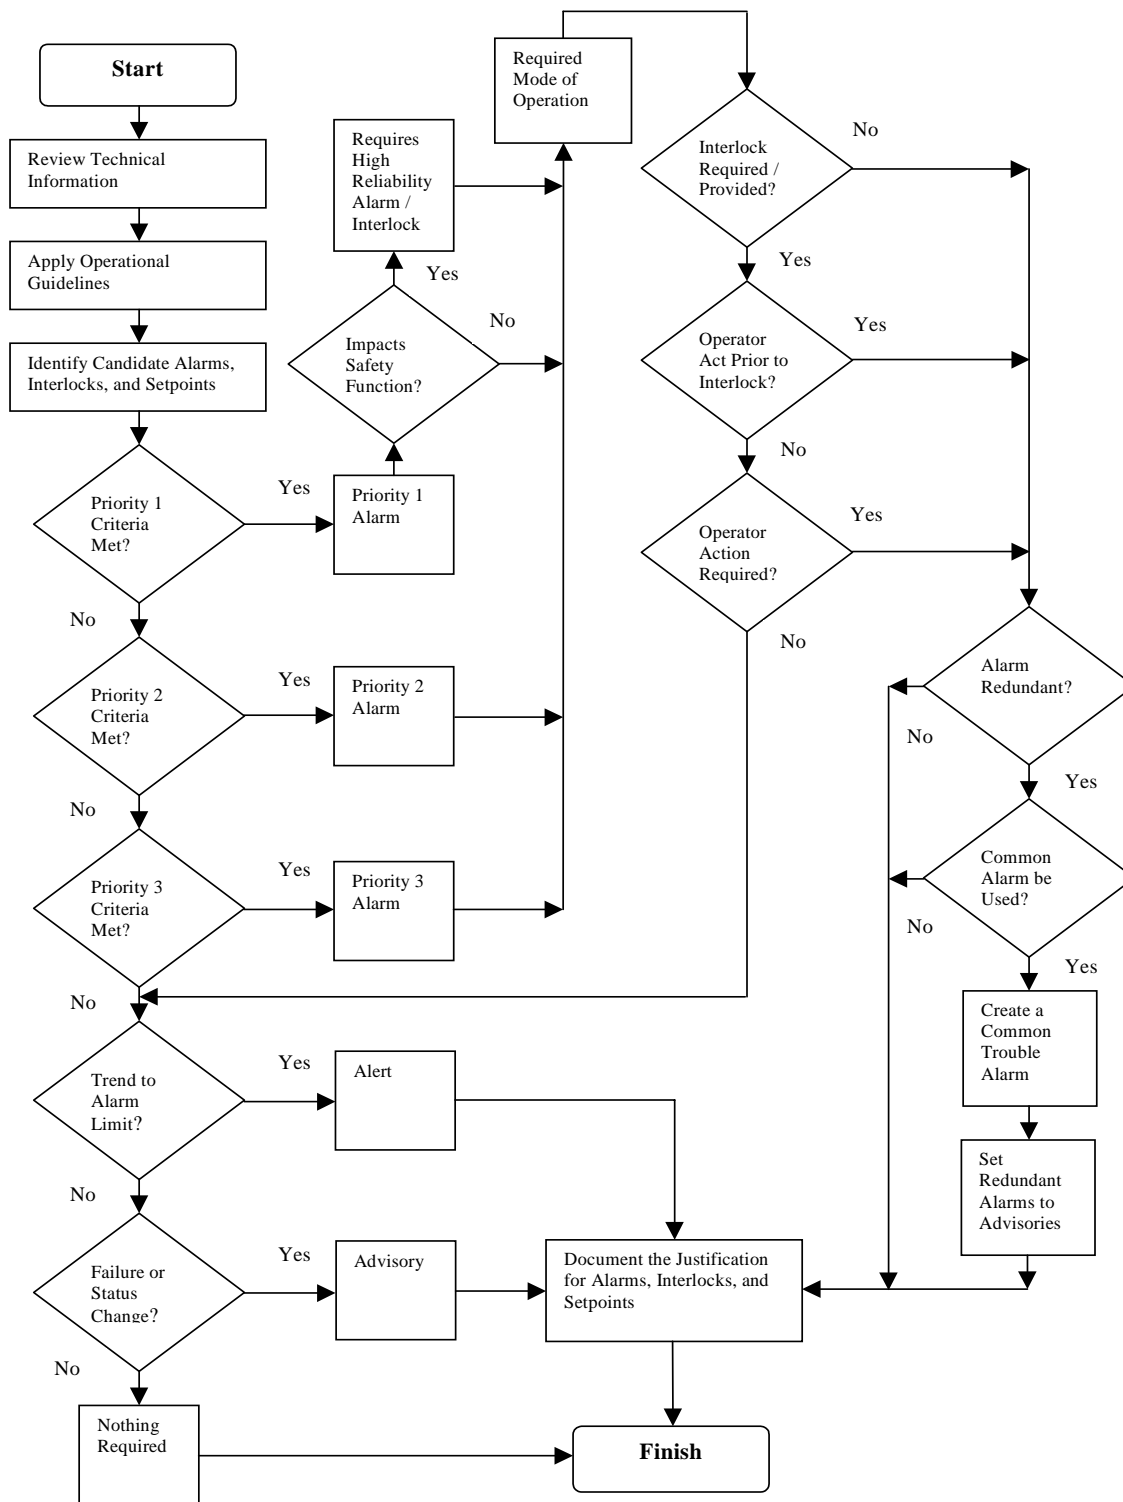 Start
Review Technical
Information
Apply Operational
Guidelines
Identify Candidate Alarms,
Interlocks, and Setpoints
Priority 1
Criteria
Met?
Yes
Priority 1
Alarm
No
Priority 2
Criteria
Met?
Yes
Priority 2
Alarm
No
Priority 3
Criteria
Met?
Yes
Priority 3
Alarm
No
Trend to
Alarm
Limit?
Yes
Alert
No
Failure or
Status
Change?
Yes
Advisory
No
Nothing
Required
Requires
High
Reliability
Alarm /
Interlock
Yes
Impacts
Safety
Function?
No
Required
Mode of
Operation
Interlock
Required /
Provided?
No
Yes
Operator
Act Prior to
Interlock?
Yes
No
Operator
Action
Required?
Yes
No
Alarm
Redundant?
No
Yes
Common
Alarm be
Used?
No
Yes
Create a
Common
Trouble
Alarm
Set
Redundant
Alarms to
Advisories
Document the Justification
for Alarms, Interlocks, and
Setpoints
Finish